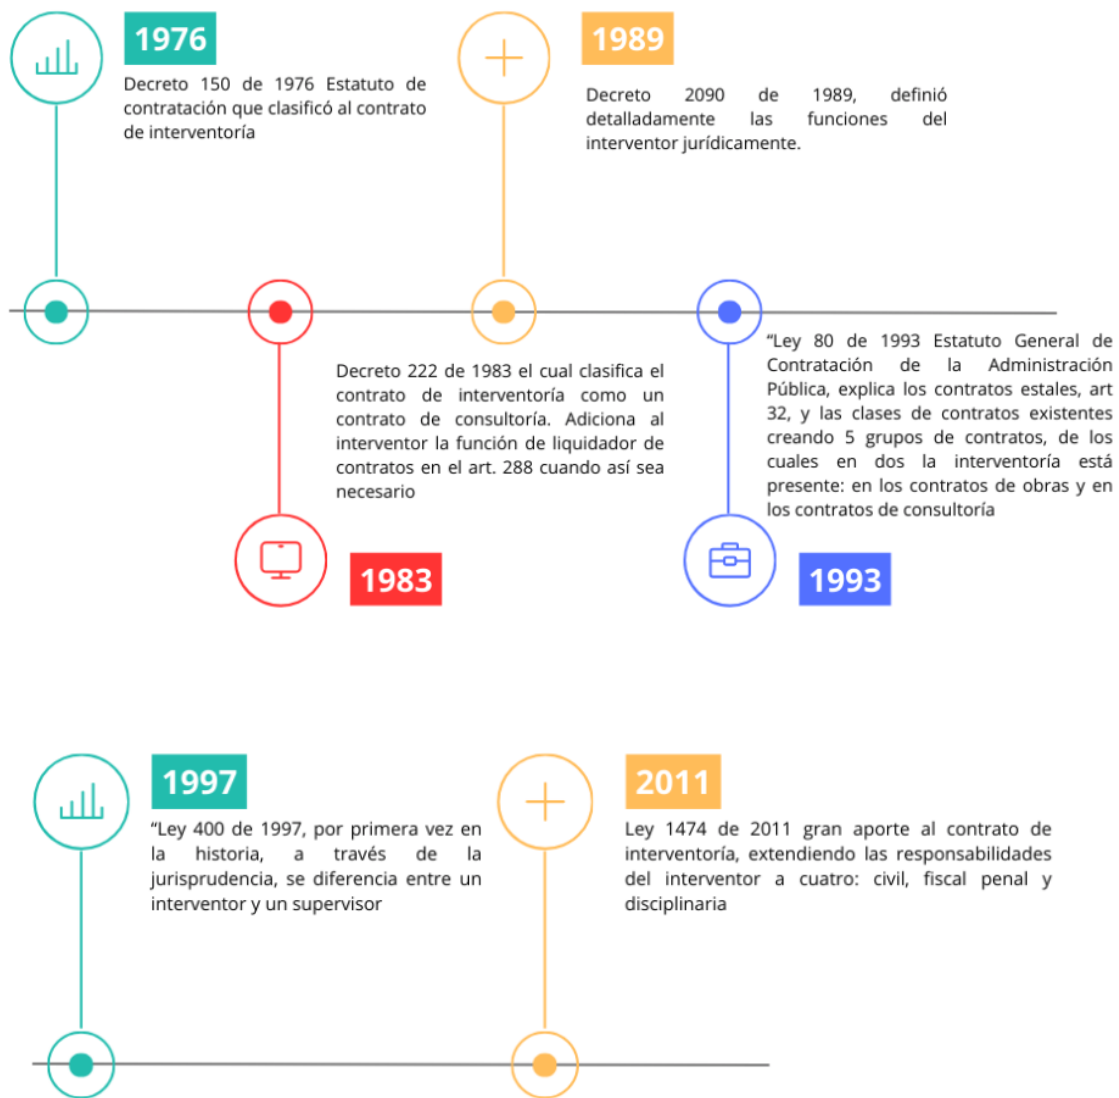 1976
Decreto 150 de 1976 Estatuto de
contratación que clasificó al contrato
de interventoría
1989
Decreto 2090 de 1989, definió
detalladamente las funciones del
interventor jurídicamente.
Decreto 222 de 1983 el cual clasifica el
contrato de interventoría como un
contrato de consultoría. Adiciona al
interventor la función de liquidador de
contratos en el art. 288 cuando así sea
necesario
1983
“Ley 80 de 1993 Estatuto General de
Contratación de la Administración
Pública, explica los contratos estales, art
32, y las clases de contratos existentes
creando 5 grupos de contratos, de los
cuales en dos la interventoría está
presente: en los contratos de obras y en
los contratos de consultoría
1993
1997
“Ley 400 de 1997, por primera vez en
la historia, a través de la
jurisprudencia, se diferencia entre un
interventor y un supervisor
2011
Ley 1474 de 2011 gran aporte al contrato de
interventoría, extendiendo las responsabilidades
del interventor a cuatro: civil, fiscal penal y
disciplinaria